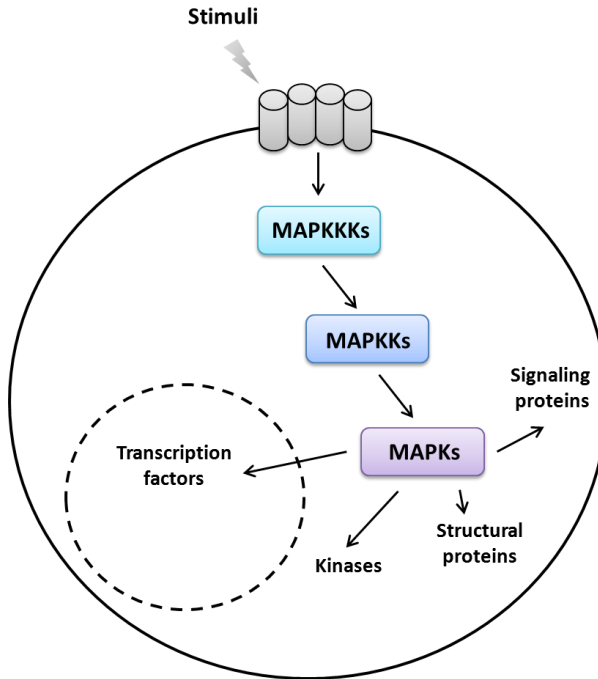 Stimuli
MAPKKKs
MAPKKs
Signaling
proteins
MAPKs
Transcription
factors
Structural
proteins
Kinases